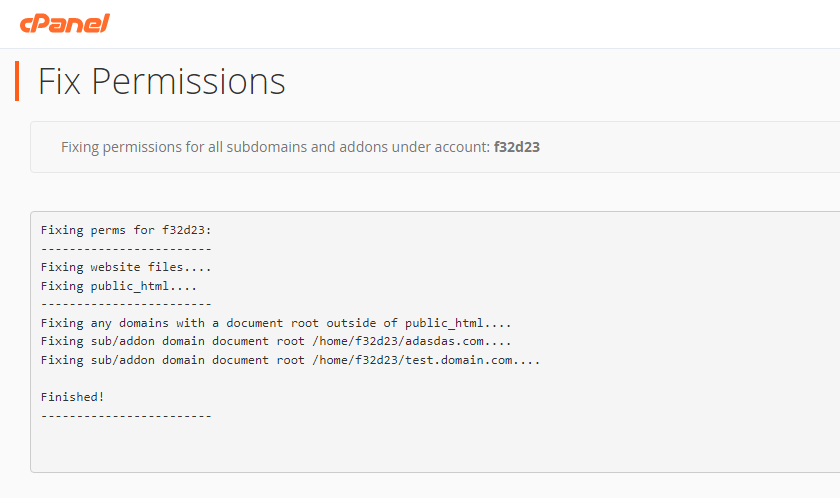 cPanel
Fix Permissions
Fixing permissions for all subdomains and addons under account: f32d23
Fixing perms for f32d23:
------------------------
Fixing website files....
Fixing public_html....
------------------------
Fixing any domains with a document root outside of public_html....
Fixing sub/addon domain document root /home/f32d23/adasdas.com....
Fixing sub/addon domain document root /home/f32d23/test.domain.com....
Finished!
------------------------